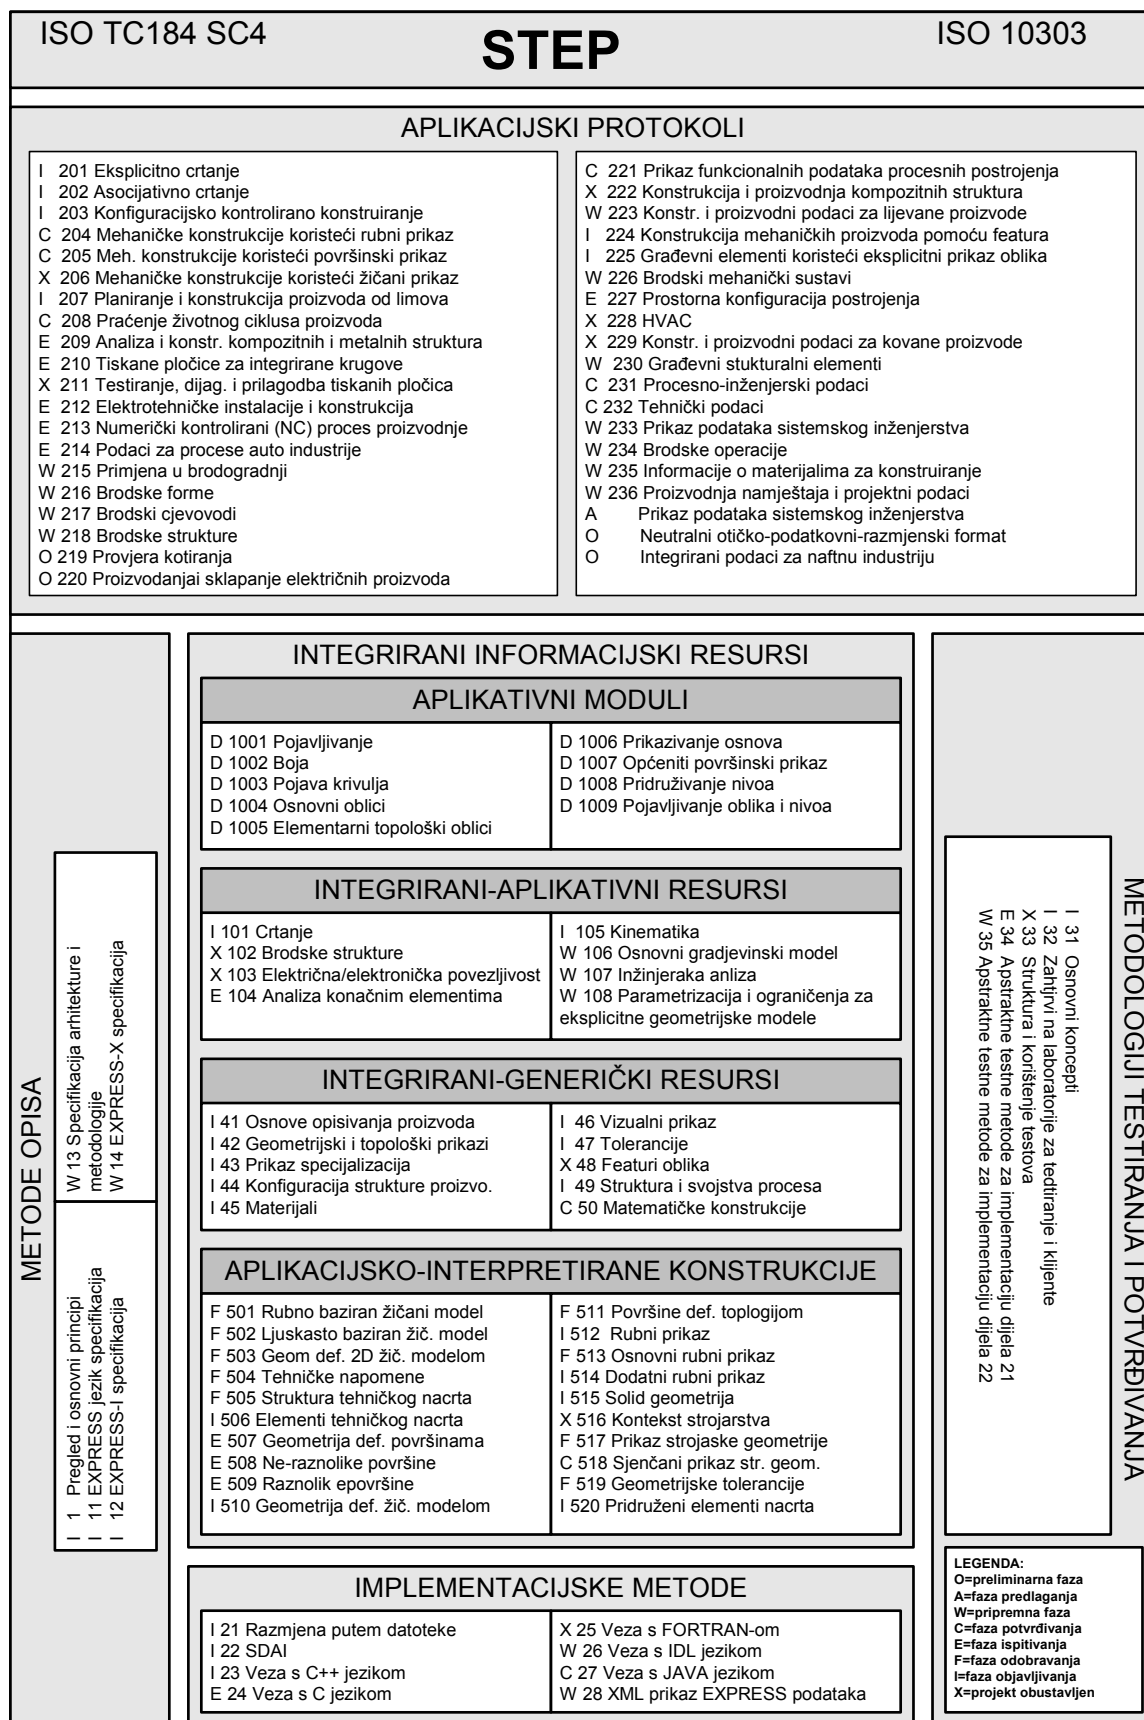 ISO TC184 SC4
STEP
ISO 10303
APLIKACIJSKI PROTOKOLI
I 201 Eksplicitno crtanje
I 202 Asocijativno crtanje
I 203 Konfiguracijsko kontrolirano konstruiranje
C 204 Mehaničke konstrukcije koristeći rubni prikaz
C 205 Meh. konstrukcije koristeći površinski prikaz
X 206 Mehaničke konstrukcije koristeći žičani prikaz
I 207 Planiranje i konstrukcija proizvoda od limova
C 208 Praćenje životnog ciklusa proizvoda
E 209 Analiza i konstr. kompozitnih i metalnih struktura
E 210 Tiskane pločice za integrirane krugove
X 211 Testiranje, dijag. i prilagodba tiskanih pločica
E 212 Elektrotehničke instalacije i konstrukcija
E 213 Numerički kontrolirani (NC) proces proizvodnje
E 214 Podaci za procese auto industrije
W 215 Primjena u brodogradnji
W 216 Brodske forme
W 217 Brodski cjevovodi
W 218 Brodske strukture
O 219 Provjera kotiranja
O 220 Proizvodanjai sklapanje električnih proizvoda
C 221 Prikaz funkcionalnih podataka procesnih postrojenja
X 222 Konstrukcija i proizvodnja kompozitnih struktura
W 223 Konstr. i proizvodni podaci za lijevane proizvode
I 224 Konstrukcija mehaničkih proizvoda pomoću featura
I 225 Građevni elementi koristeći eksplicitni prikaz oblika
W 226 Brodski mehanički sustavi
E 227 Prostorna konfiguracija postrojenja
X 228 HVAC
X 229 Konstr. i proizvodni podaci za kovane proizvode
W 230 Građevni stukturalni elementi
C 231 Procesno-inženjerski podaci
C 232 Tehnički podaci
W 233 Prikaz podataka sistemskog inženjerstva
W 234 Brodske operacije
W 235 Informacije o materijalima za konstruiranje
W 236 Proizvodnja namještaja i projektni podaci
A Prikaz podataka sistemskog inženjerstva
O Neutralni otičko-podatkovni-razmjenski format
O Integrirani podaci za naftnu industriju
METODE OPISA
W 13 Specifikacija arhitekture i
metodologije
W 14 EXPRESS-X specifikacija
I 1 Pregled i osnovni principi
I 11 EXPRESS jezik specifikacija
I 12 EXPRESS-I specifikacija
INTEGRIRANI INFORMACIJSKI RESURSI
APLIKATIVNI MODULI
D 1001 Pojavljivanje
D 1002 Boja
D 1003 Pojava krivulja
D 1004 Osnovni oblici
D 1005 Elementarni topološki oblici
D 1006 Prikazivanje osnova
D 1007 Općeniti površinski prikaz
D 1008 Pridruživanje nivoa
D 1009 Pojavljivanje oblika i nivoa
INTEGRIRANI-APLIKATIVNI RESURSI
I 101 Crtanje
X 102 Brodske strukture
X 103 Električna/elektronička povezljivost
E 104 Analiza konačnim elementima
I 105 Kinematika
W 106 Osnovni gradjevinski model
W 107 Inžinjeraka anliza
W 108 Parametrizacija i ograničenja za
eksplicitne geometrijske modele
INTEGRIRANI-GENERIČKI RESURSI
I 41 Osnove opisivanja proizvoda
I 42 Geometrijski i topološki prikazi
I 43 Prikaz specijalizacija
I 44 Konfiguracija strukture proizvo.
I 45 Materijali
I 46 Vizualni prikaz
I 47 Tolerancije
X 48 Featuri oblika
I 49 Struktura i svojstva procesa
C 50 Matematičke konstrukcije
APLIKACIJSKO-INTERPRETIRANE KONSTRUKCIJE
F 501 Rubno baziran žičani model
F 502 Ljuskasto baziran žič. model
F 503 Geom def. 2D žič. modelom
F 504 Tehničke napomene
F 505 Struktura tehničkog nacrta
I 506 Elementi tehničkog nacrta
E 507 Geometrija def. površinama
E 508 Ne-raznolike površine
E 509 Raznolik epovršine
I 510 Geometrija def. žič. modelom
F 511 Površine def. toplogijom
I 512 Rubni prikaz
F 513 Osnovni rubni prikaz
I 514 Dodatni rubni prikaz
I 515 Solid geometrija
X 516 Kontekst strojarstva
F 517 Prikaz strojaske geometrije
C 518 Sjenčani prikaz str. geom.
F 519 Geometrijske tolerancije
I 520 Pridruženi elementi nacrta
IMPLEMENTACIJSKE METODE
I 21 Razmjena putem datoteke
I 22 SDAI
I 23 Veza s C++ jezikom
E 24 Veza s C jezikom
X 25 Veza s FORTRAN-om
W 26 Veza s IDL jezikom
C 27 Veza s JAVA jezikom
W 28 XML prikaz EXPRESS podataka
METODOLOGIJI TESTIRANJA I POTVRĐIVANJA
I 31 Osnovni koncepti
I 32 Zahtjrvi na laboratorije za tedtiranje i klijente
X 33 Struktura i korištenje testova
E 34 Apstraktne testne metode za implementaciju dijela 21
W 35 Apstraktne testne metode za implementaciju dijela 22
LEGENDA:
O=preliminarna faza
A=faza predlaganja
W=pripremna faza
C=faza potvrđivanja
E=faza ispitivanja
F=faza odobravanja
I=faza objavljivanja
X=projekt obustavljen